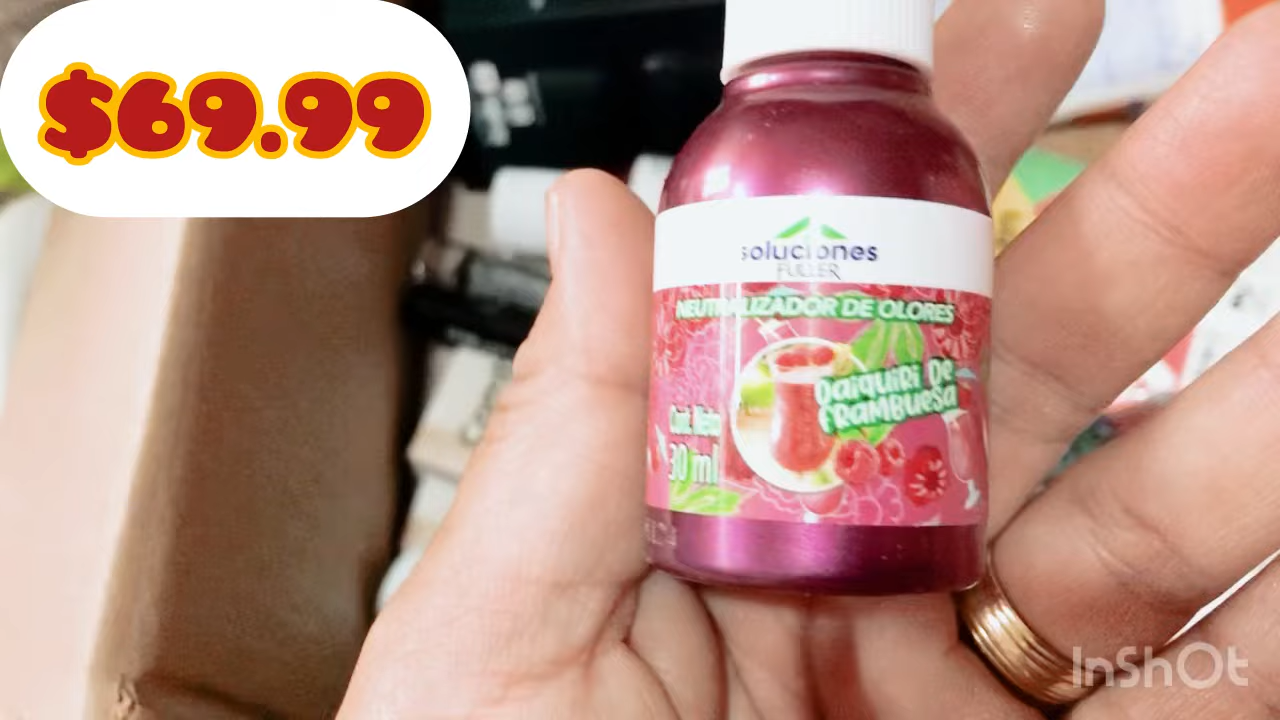 $69.99
soluciones
FULLER
NEUTRALIZADOR DE OLORES
Daiquiri De
Frambuesa
Cont. Neto
30 ml
InShOt